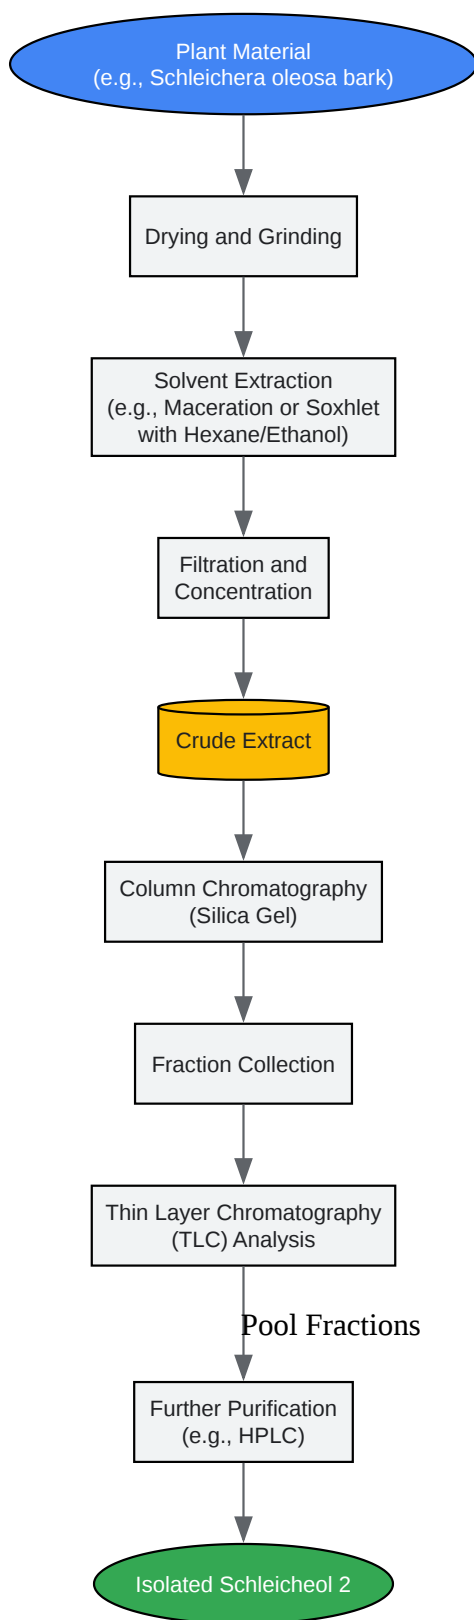 Plant Material
(e.g., Schleichera oleosa bark)
Drying and Grinding
Solvent Extraction
(e.g., Maceration or Soxhlet
with Hexane/Ethanol)
Filtration and
Concentration
Crude Extract
Column Chromatography
(Silica Gel)
Fraction Collection
Thin Layer Chromatography
(TLC) Analysis
Pool Fractions
Further Purification
(e.g., HPLC)
Isolated Schleicheol 2